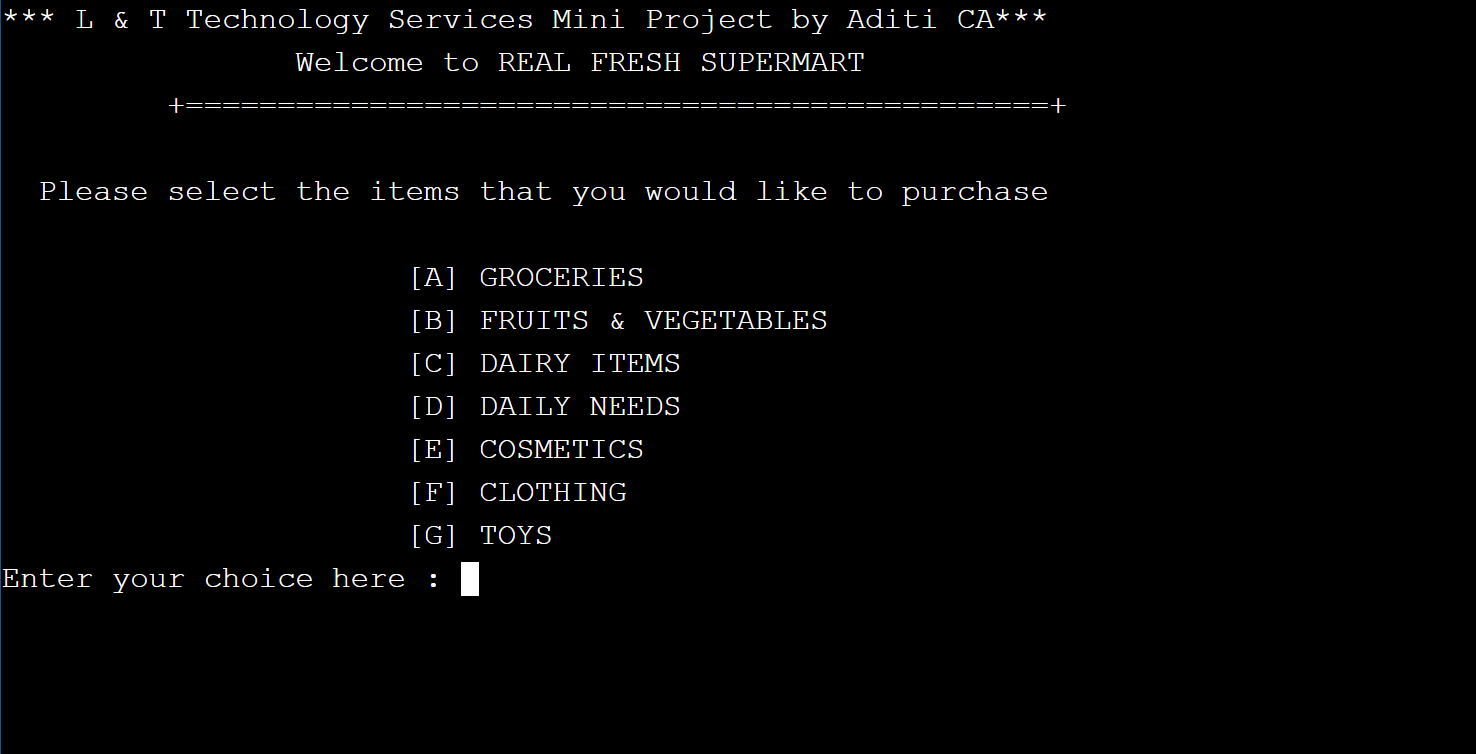 *** L & T Technology Services Mini Project by Aditi CA***
Welcome to REAL FRESH SUPERMART
+===============================================+
Please select the items that you would like to purchase
[A] GROCERIES
[B] FRUITS & VEGETABLES
[C] DAIRY ITEMS
[D] DAILY NEEDS
[E] COSMETICS
[F] CLOTHING
[G] TOYS
Enter your choice here :